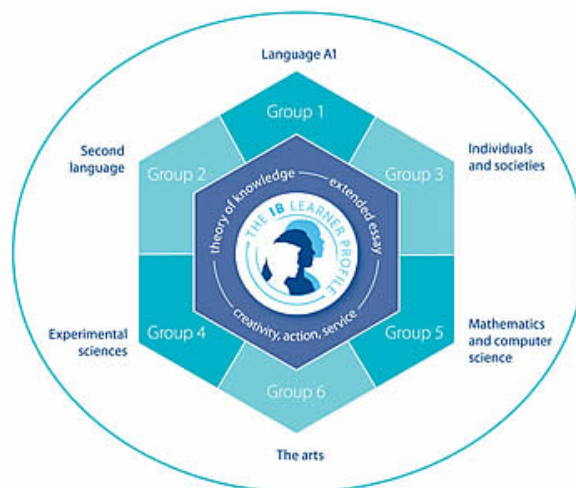 Language A1
Group 1
Second
language
Group 2
Individuals
and societies
Group 3
theory of knowledge
extended essay
THE IB LEARNER PROFILE
creativity, action, service
Experimental
sciences
Group 4
Mathematics
and computer
science
Group 5
Group 6
The arts